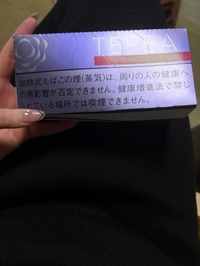 TEREA
加熱式たばこの煙(蒸気)は、周りの人の健康へ
の悪影響が否定できません。健康増進法で禁じ
られている場所では喫煙できません。